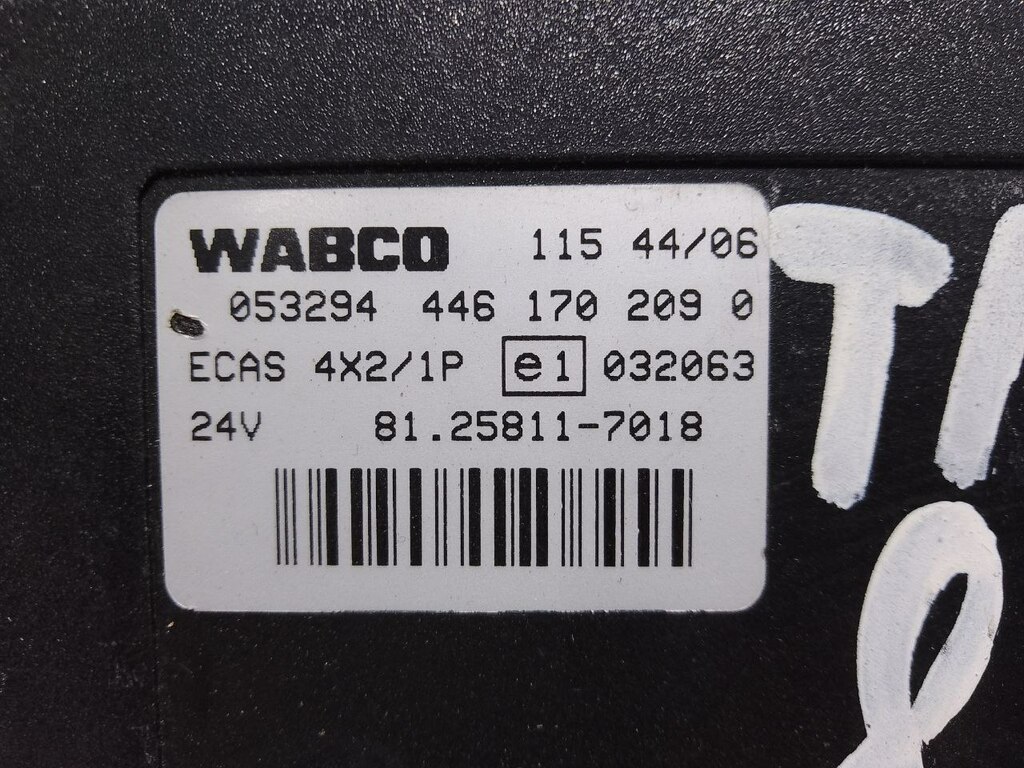 WABCO 115 44/06
053294 446 170 209 0
ECAS 4X2/1P e1 032063
24V 81.25811-7018